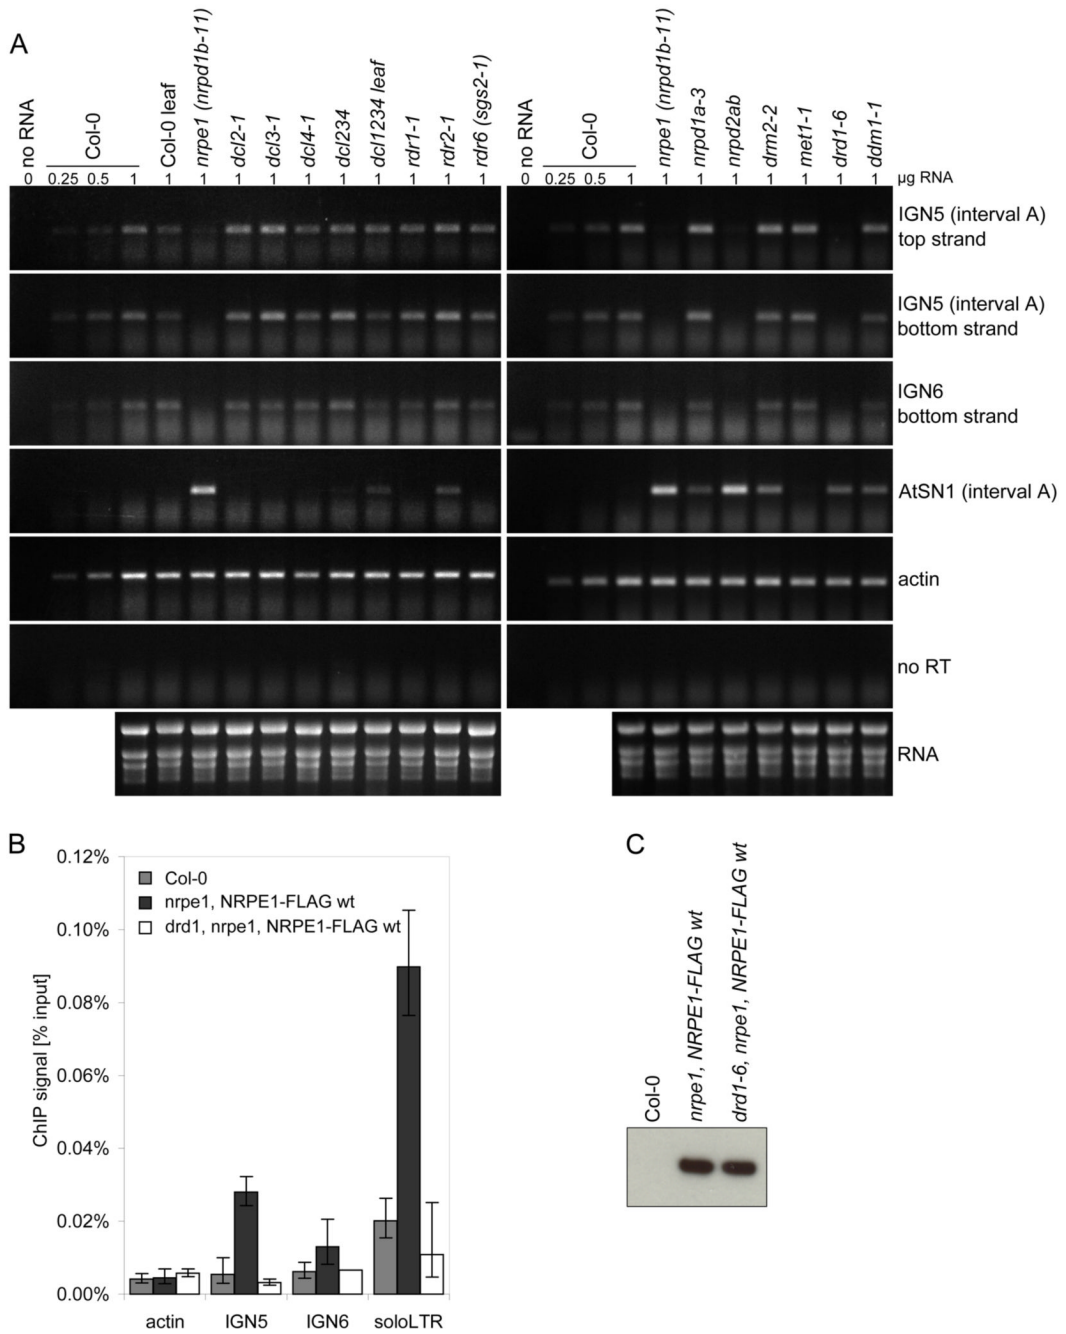 A
no RNA
Col-0
Col-0 leaf
nrpe1 (nrpd1b-11)
dcl2-1
dcl3-1
dcl4-1
dcl234
dcl1234 leaf
rdr1-1
rdr2-1
rdr6 (sgs2-1)
no RNA
Col-0
nrpe1 (nrpd1b-11)
nrpd1a-3
nrpd2ab
drm2-2
met1-1
drd1-6
ddm1-1
0 0.25 0.5 1 1 1 1 1 1 1 1 1 1 1
0 0.25 0.5 1 1 1 1 1 1 1 1
µg RNA
IGN5 (interval A)
top strand
IGN5 (interval A)
bottom strand
IGN6
bottom strand
AtSN1 (interval A)
actin
no RT
RNA
B
ChIP signal [% input]
0.12%
0.10%
0.08%
0.06%
0.04%
0.02%
0.00%
Col-0
nrpe1, NRPE1-FLAG wt
drd1, nrpe1, NRPE1-FLAG wt
actin
IGN5
IGN6
soloLTR
C
Col-0
nrpe1, NRPE1-FLAG wt
drd1-6, nrpe1, NRPE1-FLAG wt